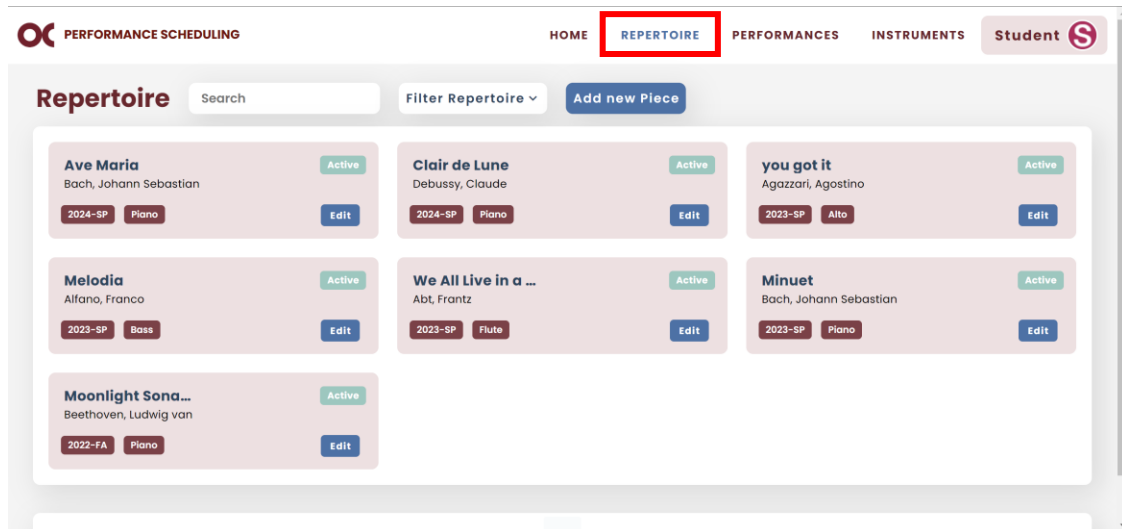 OC PERFORMANCE SCHEDULING HOME REPERTOIRE PERFORMANCES INSTRUMENTS Student S
Repertoire Search Filter Repertoire Add new Piece
Ave Maria Active
Bach, Johann Sebastian
2024-SP Piano Edit
Clair de Lune Active
Debussy, Claude
2024-SP Piano Edit
you got it Active
Agazzari, Agostino
2023-SP Alto Edit
Melodia Active
Alfano, Franco
2023-SP Bass Edit
We All Live in a ... Active
Abt, Frantz
2023-SP Flute Edit
Minuet Active
Bach, Johann Sebastian
2023-SP Piano Edit
Moonlight Sona... Active
Beethoven, Ludwig van
2022-FA Piano Edit